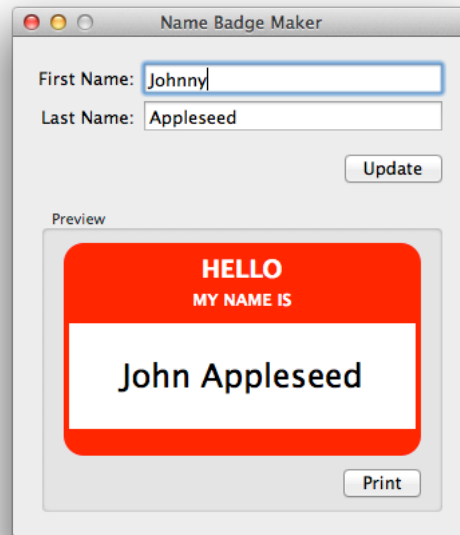 Name Badge Maker
First Name: Johnny
Last Name: Appleseed
Update
Preview
HELLO
MY NAME IS
John Appleseed
Print